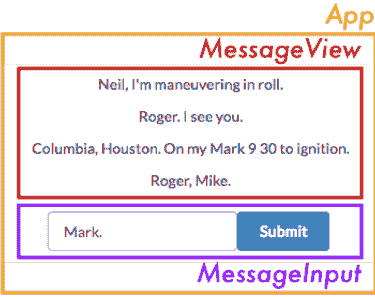 App
MessageView
Neil, I'm maneuvering in roll.
Roger. I see you.
Columbia, Houston. On my Mark 9 30 to ignition.
Roger, Mike.
Mark.
Submit
MessageInput